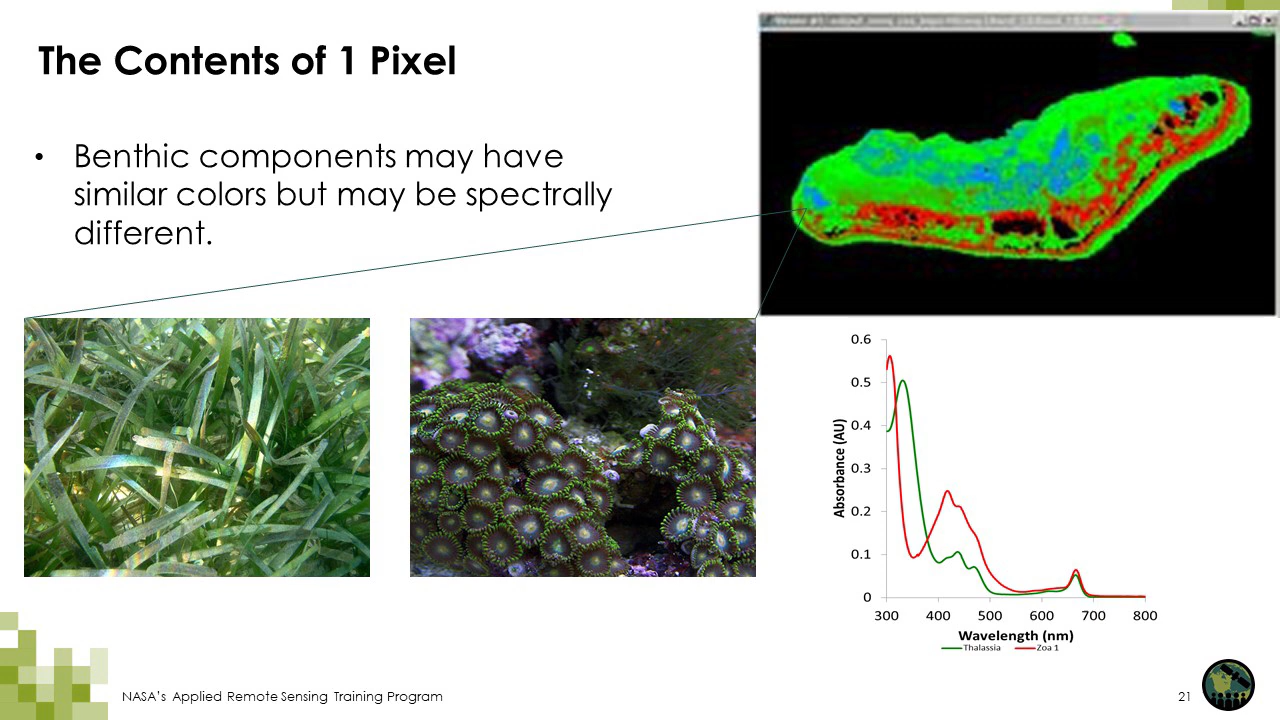 The Contents of 1 Pixel
• Benthic components may have
similar colors but may be spectrally
different.
0.6
0.5
0.4
0.3
0.2
0.1
0
Absorbance (AU)
300 400 500 600 700 800
Wavelength (nm)
Thalassia Zoa 1
NASA's Applied Remote Sensing Training Program
21